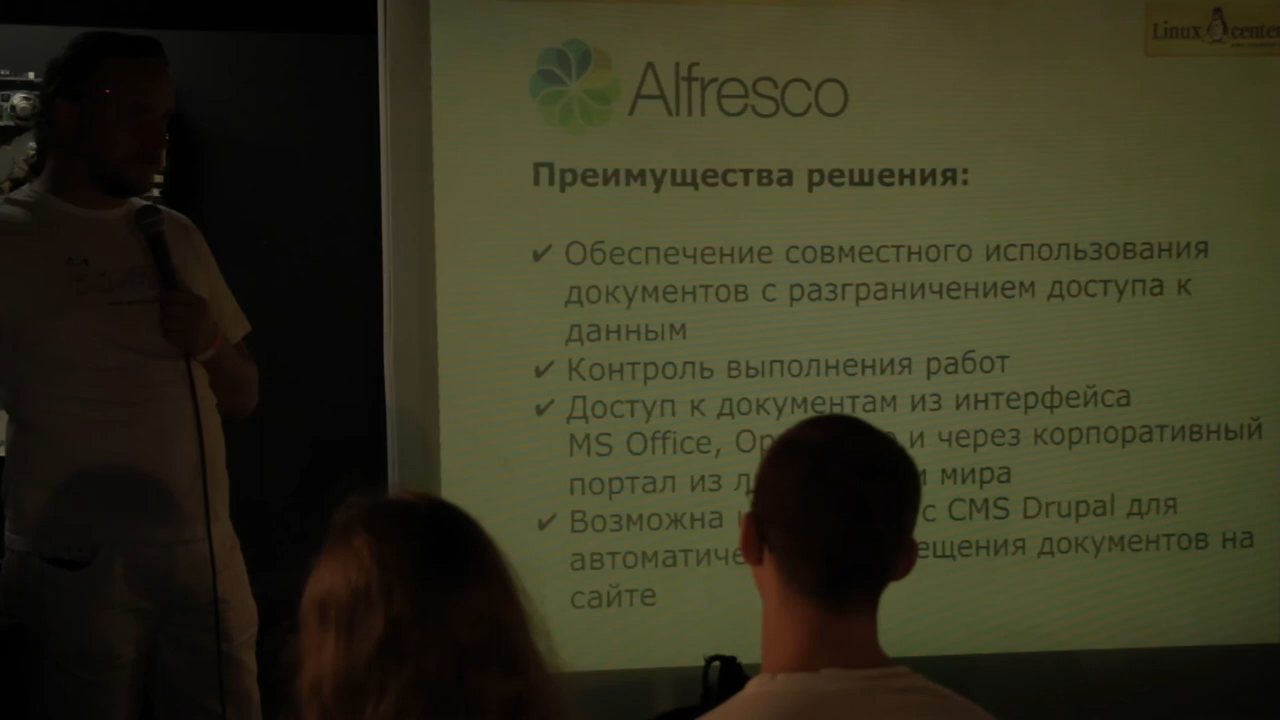 Linux center
Alfresco
Преимущества решения:
✔ Обеспечение совместного использования
документов с разграничением доступа к
данным
✔ Контроль выполнения работ
✔ Доступ к документам из интерфейса
MS Office, и через корпоративный
портал из мира
✔ Возможна с CMS Drupal для
документов на
сайте